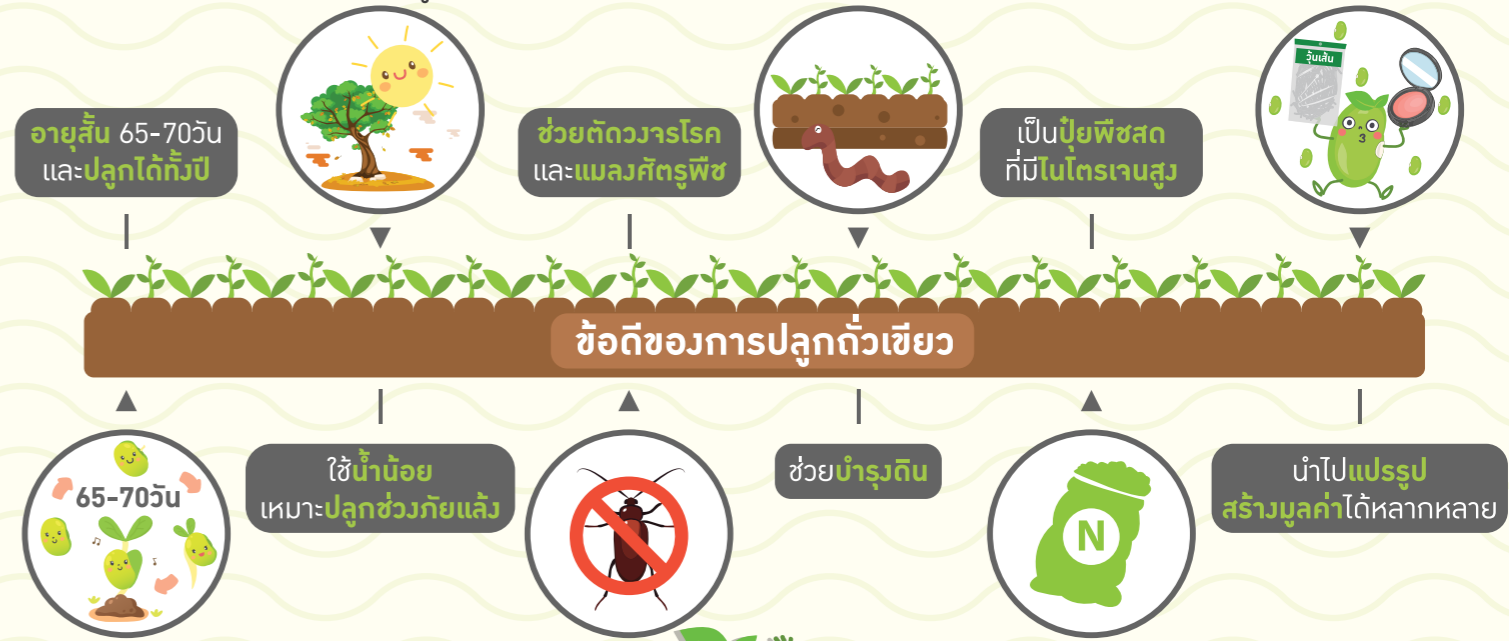 อายุสั้น 65-70วัน
และปลูกได้ทั้งปี
ช่วยตัดวงจรโรค
และแมลงศัตรูพืช
เป็นปุ๋ยพืชสด
ที่มีไนโตรเจนสูง
วุ้นเส้น
ข้อดีของการปลูกถั่วเขียว
65-70วัน
ใช้น้ำน้อย
เหมาะปลูกช่วงภัยแล้ง
ช่วยบำรุงดิน
N
นำไปแปรรูป
สร้างมูลค่าได้หลากหลาย